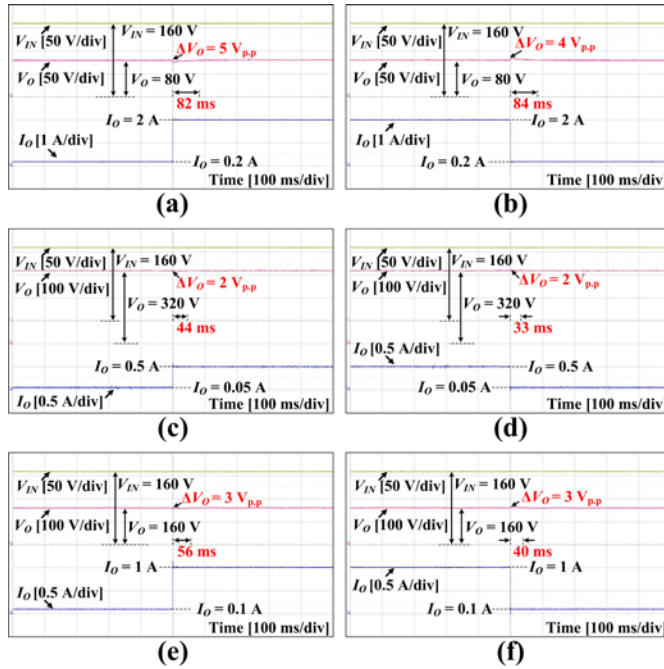 V_IN [50 V/div]
V_IN = 160 V
ΔV_O = 5 V_P.P
V_O [50 V/div]
V_O = 80 V
82 ms
I_O = 2 A
I_O [1 A/div]
I_O = 0.2 A
Time [100 ms/div]
(a)
V_IN [50 V/div]
V_IN = 160 V
ΔV_O = 4 V_P.P
V_O [50 V/div]
V_O = 80 V
84 ms
I_O = 2 A
I_O [1 A/div]
I_O = 0.2 A
Time [100 ms/div]
(b)
V_IN [50 V/div]
V_IN = 160 V
V_O [100 V/div]
ΔV_O = 2 V_P.P
V_O = 320 V
44 ms
I_O = 0.5 A
I_O = 0.05 A
I_O [0.5 A/div]
Time [100 ms/div]
(c)
V_IN [50 V/div]
V_IN = 160 V
V_O [100 V/div]
ΔV_O = 2 V_P.P
V_O = 320 V
33 ms
I_O [0.5 A/div]
I_O = 0.5 A
I_O = 0.05 A
Time [100 ms/div]
(d)
V_IN [50 V/div]
V_IN = 160 V
ΔV_O = 3 V_P.P
V_O [100 V/div]
V_O = 160 V
56 ms
I_O = 1 A
I_O [0.5 A/div]
I_O = 0.1 A
Time [100 ms/div]
(e)
V_IN [50 V/div]
V_IN = 160 V
ΔV_O = 3 V_P.P
V_O [100 V/div]
V_O = 160 V
40 ms
I_O = 1 A
I_O [0.5 A/div]
I_O = 0.1 A
Time [100 ms/div]
(f)